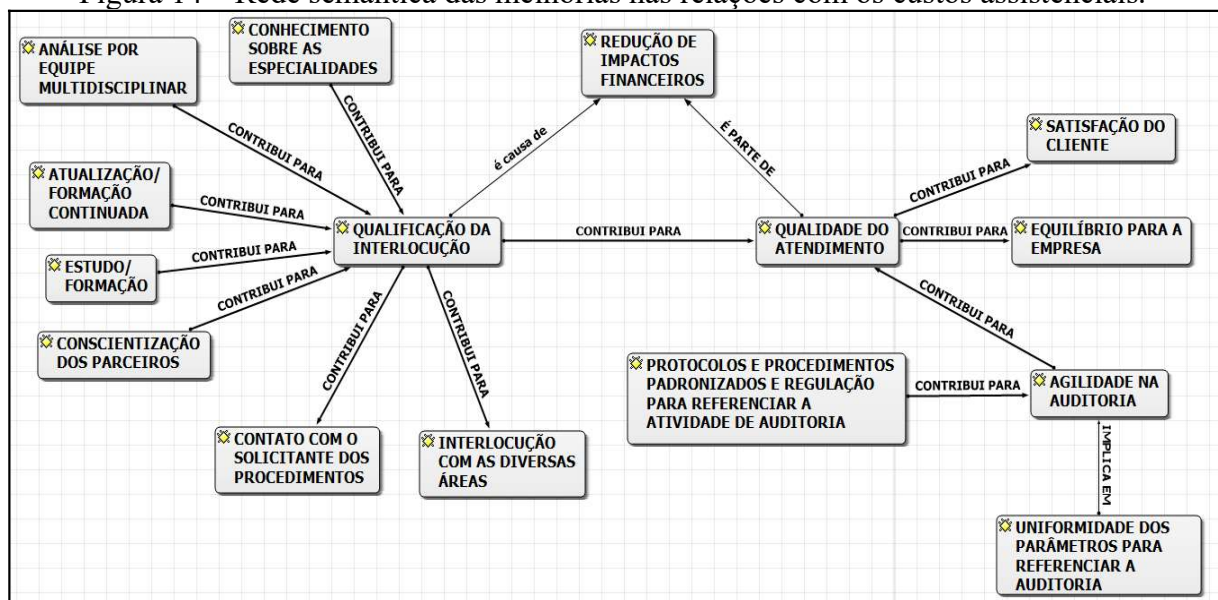 Figura 14 – Rede semântica das memórias nas relações com os custos assistenciais.
ANÁLISE POR
EQUIPE
MULTIDISCIPLINAR
CONHECIMENTO
SOBRE AS
ESPECIALIDADES
REDUÇÃO DE
IMPACTOS
FINANCEIROS
SATISFAÇÃO DO
CLIENTE
CONTRIBUI PARA
CONTRIBUI PARA
é causa de
É PARTE DE
CONTRIBUI PARA
ATUALIZAÇÃO/
FORMAÇÃO
CONTINUADA
CONTRIBUI PARA
QUALIFICAÇÃO DA
INTERLOCUÇÃO
CONTRIBUI PARA
QUALIDADE DO
ATENDIMENTO
CONTRIBUI PARA
EQUILÍBRIO PARA A
EMPRESA
ESTUDO/
FORMAÇÃO
CONTRIBUI PARA
CONTRIBUI PARA
CONSCIENTIZAÇÃO
DOS PARCEIROS
CONTRIBUI PARA
CONTRIBUI PARA
CONTRIBUI PARA
PROTOCOLOS E PROCEDIMENTOS
PADRONIZADOS E REGULAÇÃO
PARA REFERENCIAR A
ATIVIDADE DE AUDITORIA
CONTRIBUI PARA
AGILIDADE NA
AUDITORIA
CONTATO COM O
SOLICITANTE DOS
PROCEDIMENTOS
INTERLOCUÇÃO
COM AS DIVERSAS
ÁREAS
IMPLICA EM
UNIFORMIDADE DOS
PARÂMETROS PARA
REFERENCIAR A
AUDITORIA